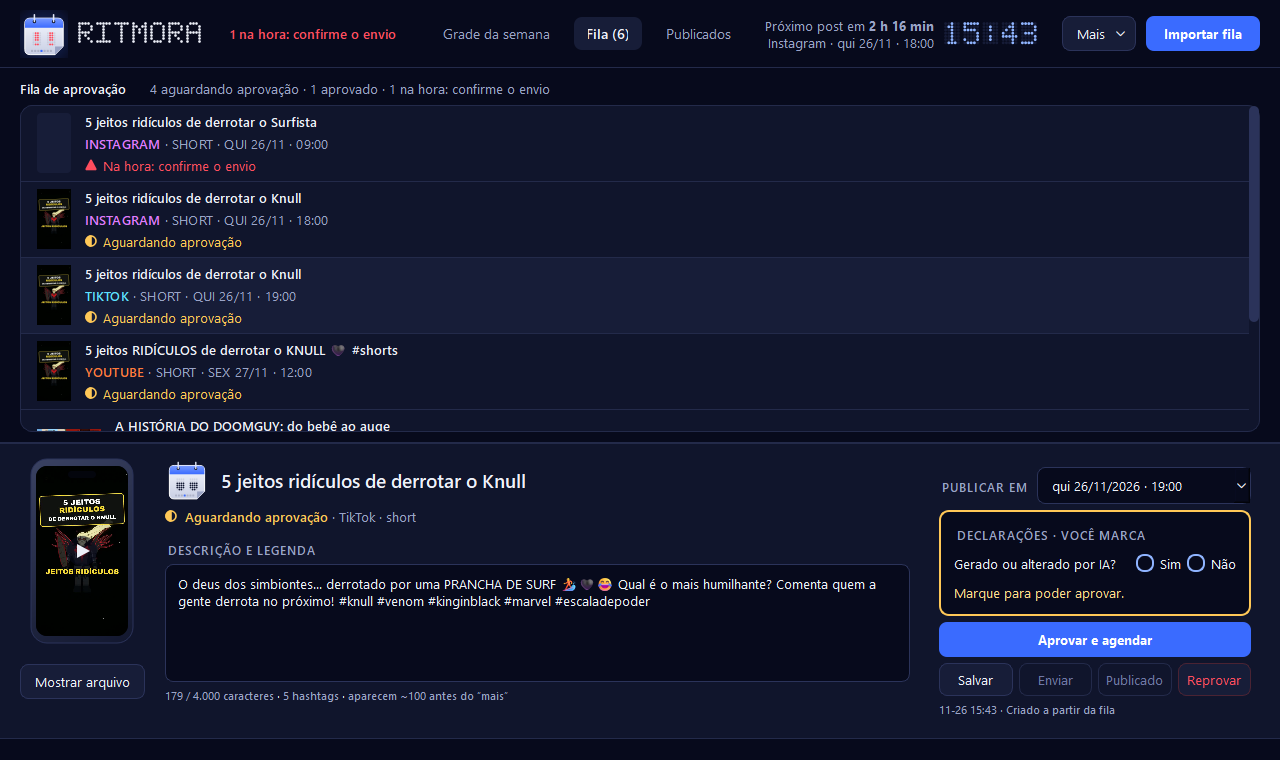 RITMORA
1 na hora: confirme o envio
Grade da semana
Fila (6)
Publicados
Próximo post em 2 h 16 min
Instagram · qui 26/11 · 18:00
15:43
Mais
Importar fila
Fila de aprovação
4 aguardando aprovação · 1 aprovado · 1 na hora: confirme o envio
5 jeitos ridículos de derrotar o Surfista
INSTAGRAM · SHORT · QUI 26/11 · 09:00
Na hora: confirme o envio
5 jeitos ridículos de derrotar o Knull
INSTAGRAM · SHORT · QUI 26/11 · 18:00
Aguardando aprovação
5 jeitos ridículos de derrotar o Knull
TIKTOK · SHORT · QUI 26/11 · 19:00
Aguardando aprovação
5 jeitos RIDÍCULOS de derrotar o KNULL 🖤 #shorts
YOUTUBE · SHORT · SEX 27/11 · 12:00
Aguardando aprovação
A HISTÓRIA DO DOOMGUY: do bebê ao auge
5 JEITOS
RIDÍCULOS
DE DERROTAR O KNULL
JEITOS RIDÍCULOS
Mostrar arquivo
5 jeitos ridículos de derrotar o Knull
Aguardando aprovação · TikTok · short
DESCRIÇÃO E LEGENDA
O deus dos simbiontes... derrotado por uma PRANCHA DE SURF 🏄🖤😂 Qual é o mais humilhante? Comenta quem a
gente derrota no próximo! #knull #venom #kinginblack #marvel #escaladepoder
179 / 4.000 caracteres · 5 hashtags · aparecem ~100 antes do "mais"
PUBLICAR EM
qui 26/11/2026 · 19:00
DECLARAÇÕES · VOCÊ MARCA
Gerado ou alterado por IA?
Sim
Não
Marque para poder aprovar.
Aprovar e agendar
Salvar
Enviar
Publicado
Reprovar
11-26 15:43 · Criado a partir da fila